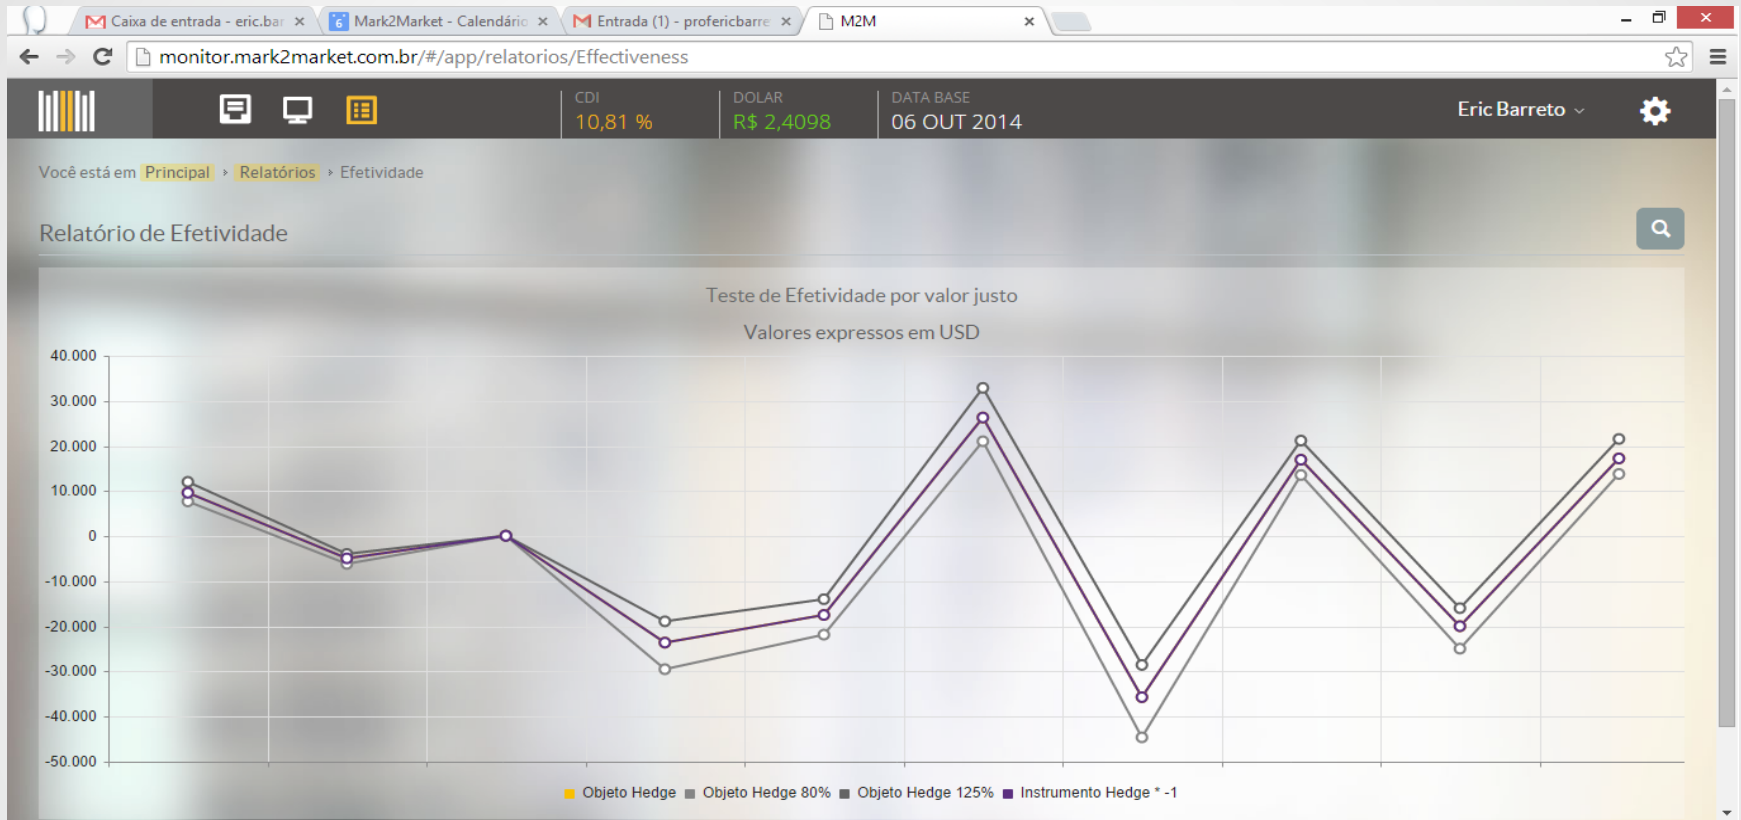 Caixa de entrada - eric.bar
Mark2Market - Calendário
Entrada (1) - profericbarre
M2M
monitor.mark2market.com.br/#/app/relatorios/Effectiveness
CDI
10,81 %
DOLAR
R$ 2,4098
DATA BASE
06 OUT 2014
Eric Barreto
Você está em Principal › Relatórios › Efetividade
Relatório de Efetividade
Teste de Efetividade por valor justo
Valores expressos em USD
40.000
30.000
20.000
10.000
0
-10.000
-20.000
-30.000
-40.000
-50.000
Objeto Hedge Objeto Hedge 80% Objeto Hedge 125% Instrumento Hedge * -1